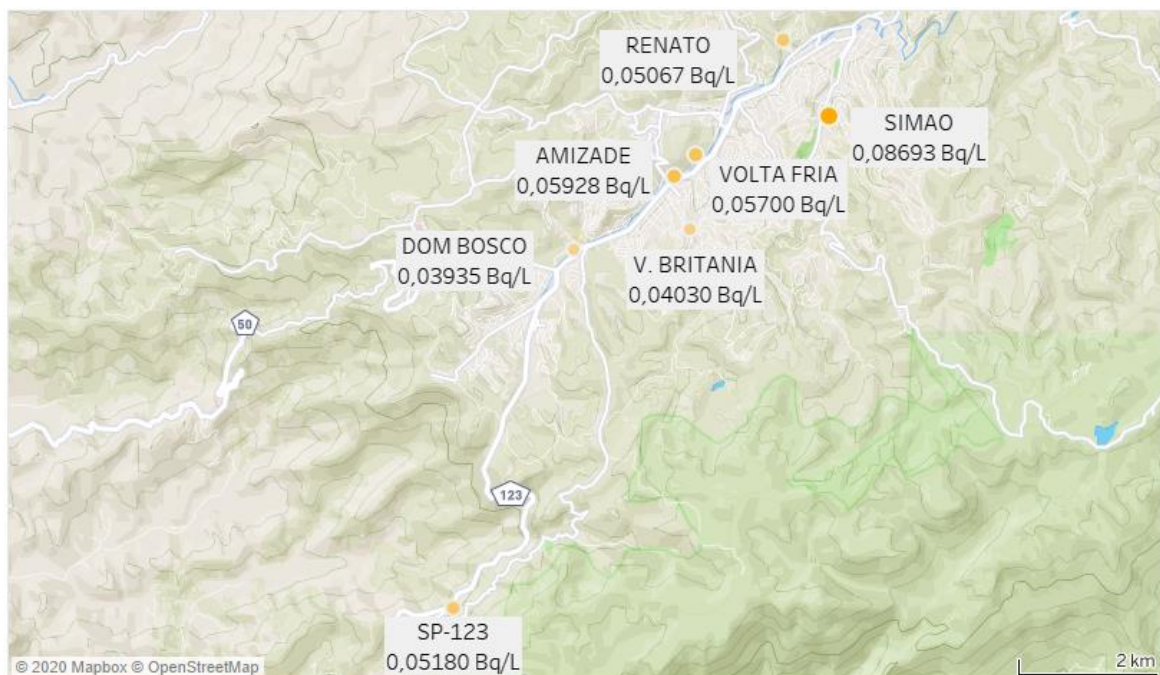 RENATO
0,05067 Bq/L
SIMAO
0,08693 Bq/L
AMIZADE
0,05928 Bq/L
VOLTA FRIA
0,05700 Bq/L
DOM BOSCO
0,03935 Bq/L
V. BRITANIA
0,04030 Bq/L
50
123
SP-123
0,05180 Bq/L
© 2020 Mapbox © OpenStreetMap
2 km